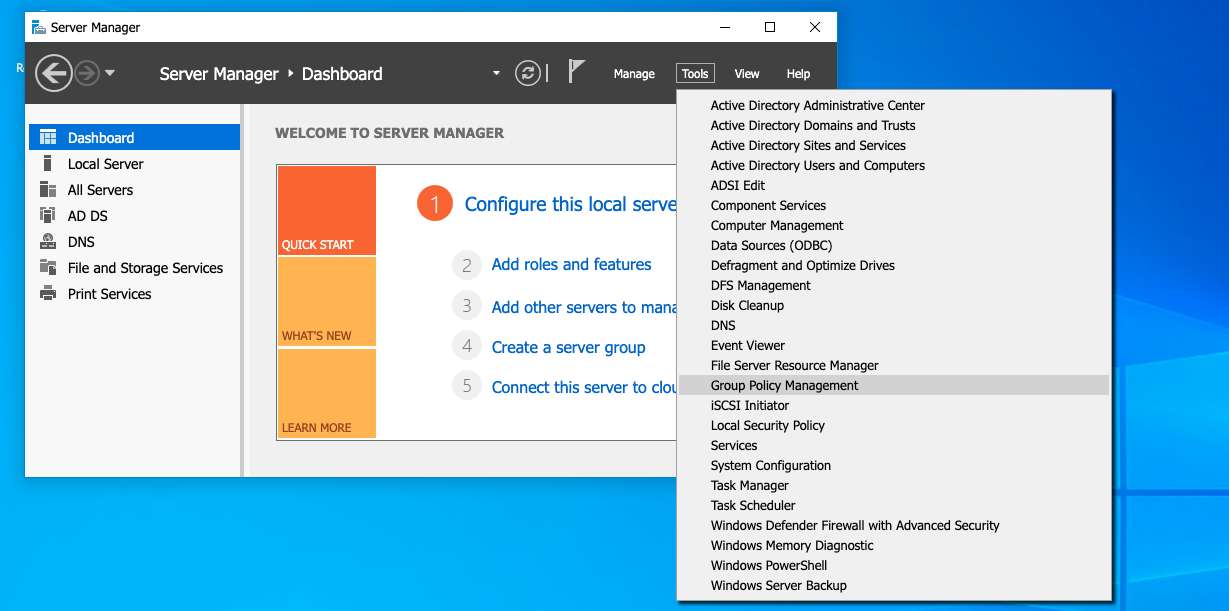 Server Manager
Server Manager ‣ Dashboard
Manage
Tools
View
Help
Dashboard
Local Server
All Servers
AD DS
DNS
File and Storage Services
Print Services
WELCOME TO SERVER MANAGER
QUICK START
WHAT'S NEW
LEARN MORE
1 Configure this local serve
2 Add roles and features
3 Add other servers to mana
4 Create a server group
5 Connect this server to clou
Active Directory Administrative Center
Active Directory Domains and Trusts
Active Directory Sites and Services
Active Directory Users and Computers
ADSI Edit
Component Services
Computer Management
Data Sources (ODBC)
Defragment and Optimize Drives
DFS Management
Disk Cleanup
DNS
Event Viewer
File Server Resource Manager
Group Policy Management
iSCSI Initiator
Local Security Policy
Services
System Configuration
Task Manager
Task Scheduler
Windows Defender Firewall with Advanced Security
Windows Memory Diagnostic
Windows PowerShell
Windows Server Backup